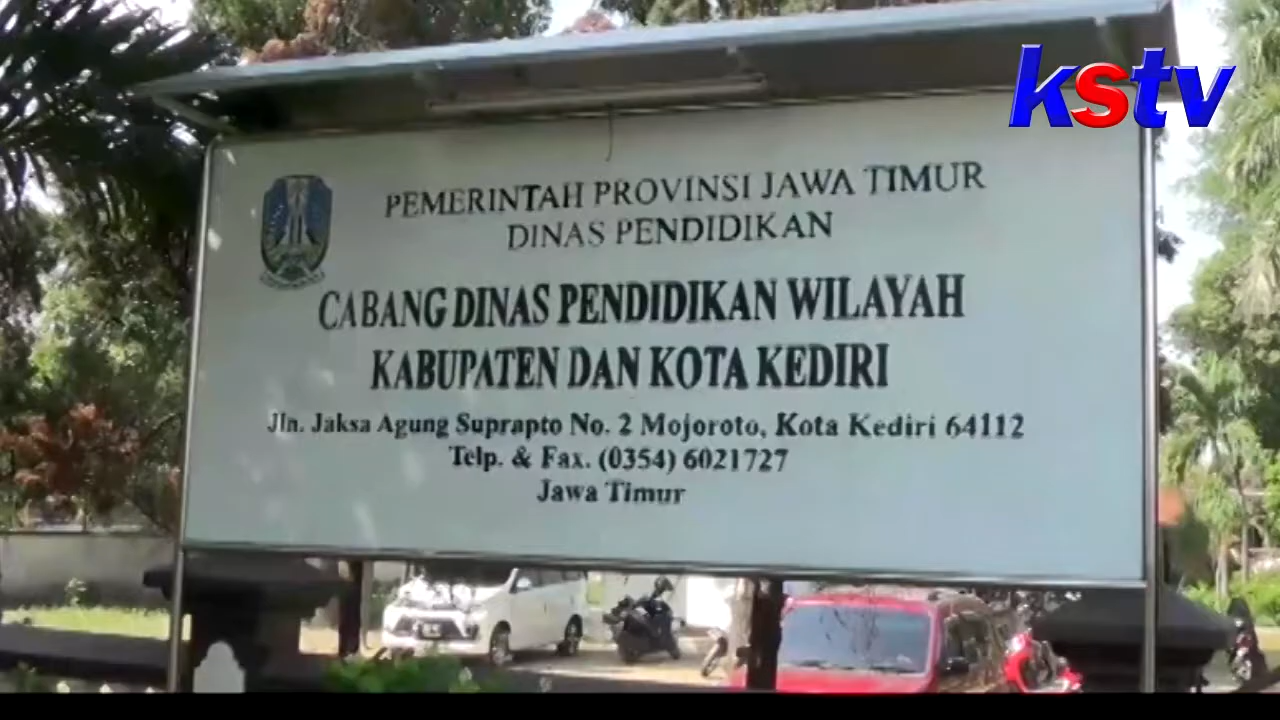 kstv
PEMERINTAH PROVINSI JAWA TIMUR
DINAS PENDIDIKAN
CABANG DINAS PENDIDIKAN WILAYAH
KABUPATEN DAN KOTA KEDIRI
Jln. Jaksa Agung Suprapto No. 2 Mojoroto, Kota Kediri 64112
Telp. & Fax. (0354) 6021727
Jawa Timur